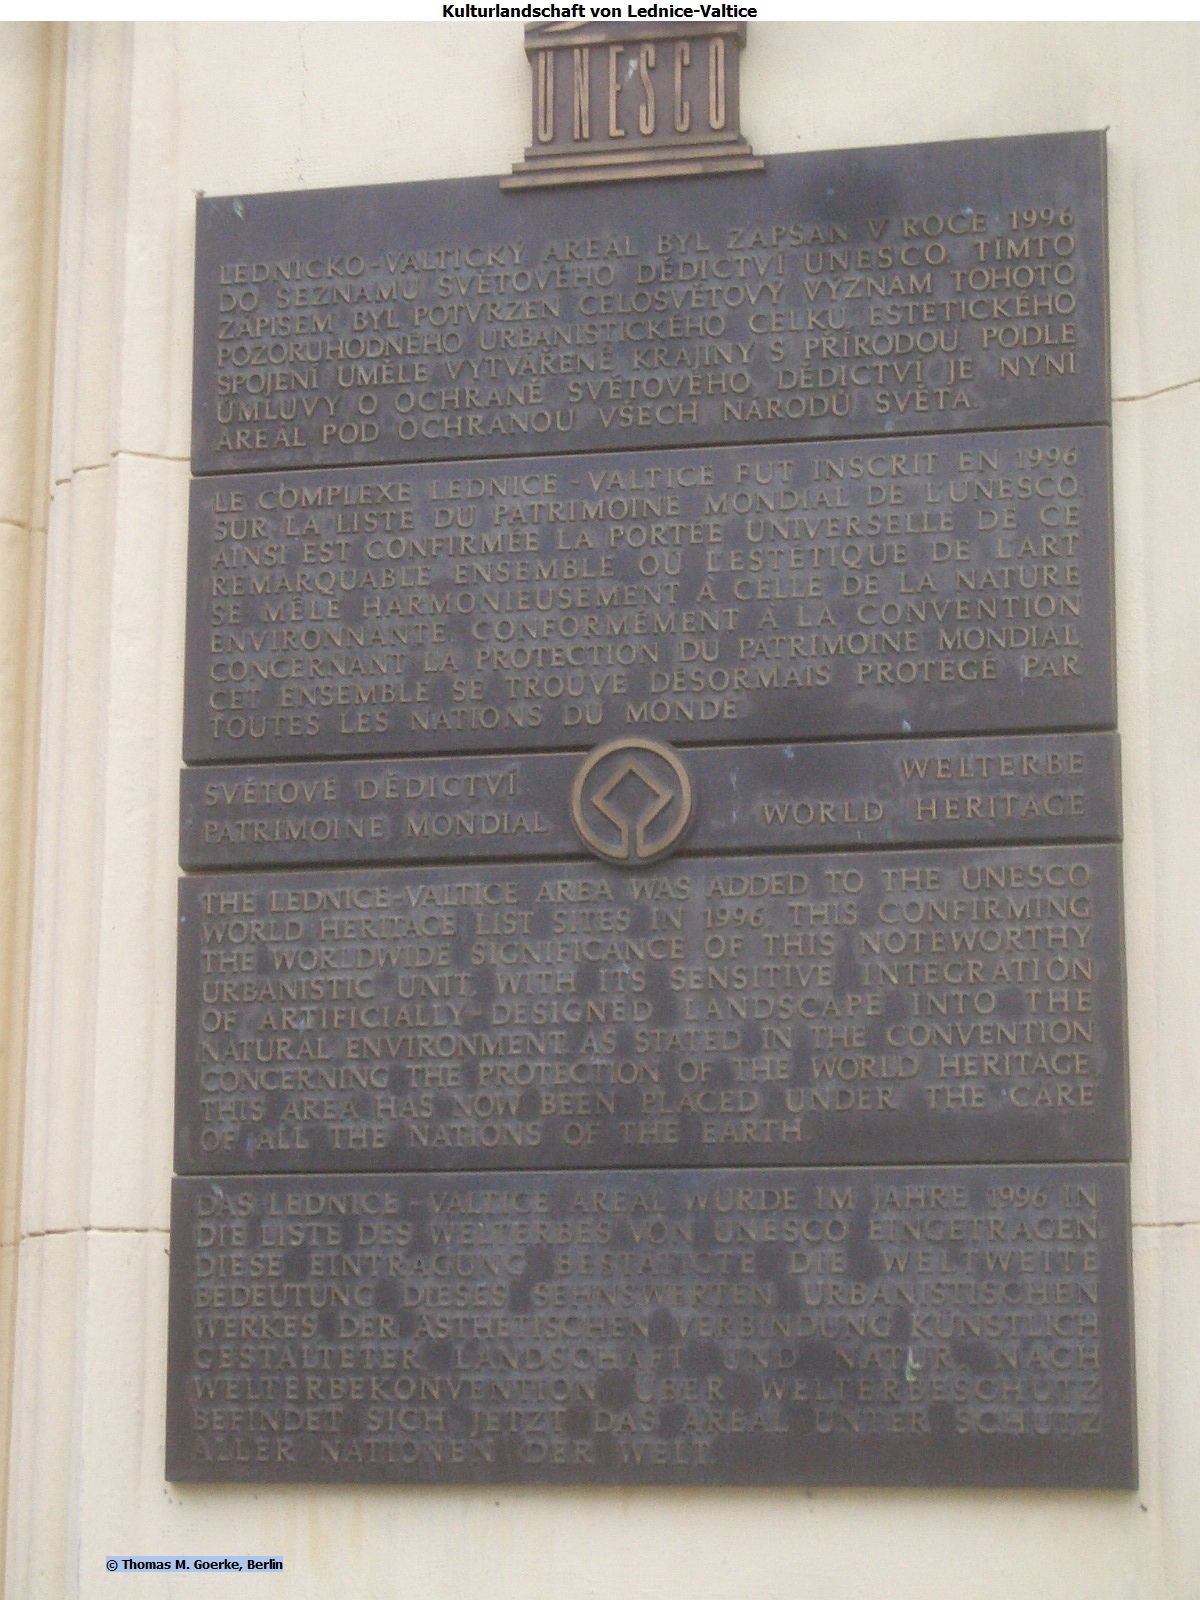 Kulturlandschaft von Lednice-Valtice
UNESCO
LEDNICKO-VALTICKÝ AREÁL BYL ZAPSÁN V ROCE 1996
DO SEZNAMU SVĚTOVÉHO DĚDICTVÍ UNESCO. TÍMTO
ZÁPISEM BYL POTVRZEN CELOSVĚTOVÝ VÝZNAM TOHOTO
POZORUHODNÉHO URBANISTICKÉHO CELKU ESTETICKÉHO
SPOJENÍ UMĚLE VYTVÁŘENÉ KRAJINY S PŘÍRODOU. PODLE
ÚMLUVY O OCHRANĚ SVĚTOVÉHO DĚDICTVÍ JE NYNÍ
AREÁL POD OCHRANOU VŠECH NÁRODŮ SVĚTA.
LE COMPLEXE LEDNICE - VALTICE FUT INSCRIT EN 1996
SUR LA LISTE DU PATRIMOINE MONDIAL DE L'UNESCO.
AINSI EST CONFIRMÉE LA PORTÉE UNIVERSELLE DE CE
REMARQUABLE ENSEMBLE OÙ L'ESTÉTIQUE DE L'ART
SE MÊLE HARMONIEUSEMENT À CELLE DE LA NATURE
ENVIRONNANTE. CONFORMÉMENT À LA CONVENTION
CONCERNANT LA PROTECTION DU PATRIMOINE MONDIAL,
CET ENSEMBLE SE TROUVE DÉSORMAIS PROTÉGÉ PAR
TOUTES LES NATIONS DU MONDE.
SVĚTOVÉ DĚDICTVÍ
PATRIMOINE MONDIAL
WELTERBE
WORLD HERITAGE
THE LEDNICE-VALTICE AREA WAS ADDED TO THE UNESCO
WORLD HERITAGE LIST SITES IN 1996, THIS CONFIRMING
THE WORLDWIDE SIGNIFICANCE OF THIS NOTEWORTHY
URBANISTIC UNIT WITH ITS SENSITIVE INTEGRATION
OF ARTIFICIALLY-DESIGNED LANDSCAPE INTO THE
NATURAL ENVIRONMENT. AS STATED IN THE CONVENTION
CONCERNING THE PROTECTION OF THE WORLD HERITAGE,
THIS AREA HAS NOW BEEN PLACED UNDER THE CARE
OF ALL THE NATIONS OF THE EARTH.
DAS LEDNICE - VALTICE AREAL WURDE IM JAHRE 1996 IN
DIE LISTE DES WELTERBES VON UNESCO EINGETRAGEN.
DIESE EINTRAGUNG BESTÄTIGTE DIE WELTWEITE
BEDEUTUNG DIESES SEHNSWERTEN URBANISTISCHEN
WERKES DER ÄSTHETISCHEN VERBINDUNG KÜNSTLICH
GESTALTETER LANDSCHAFT UND NATUR. NACH
WELTERBEKONVENTION ÜBER WELTERBESCHUTZ
BEFINDET SICH JETZT DAS AREAL UNTER SCHUTZ
ALLER NATIONEN DER WELT.
© Thomas M. Goerke, Berlin